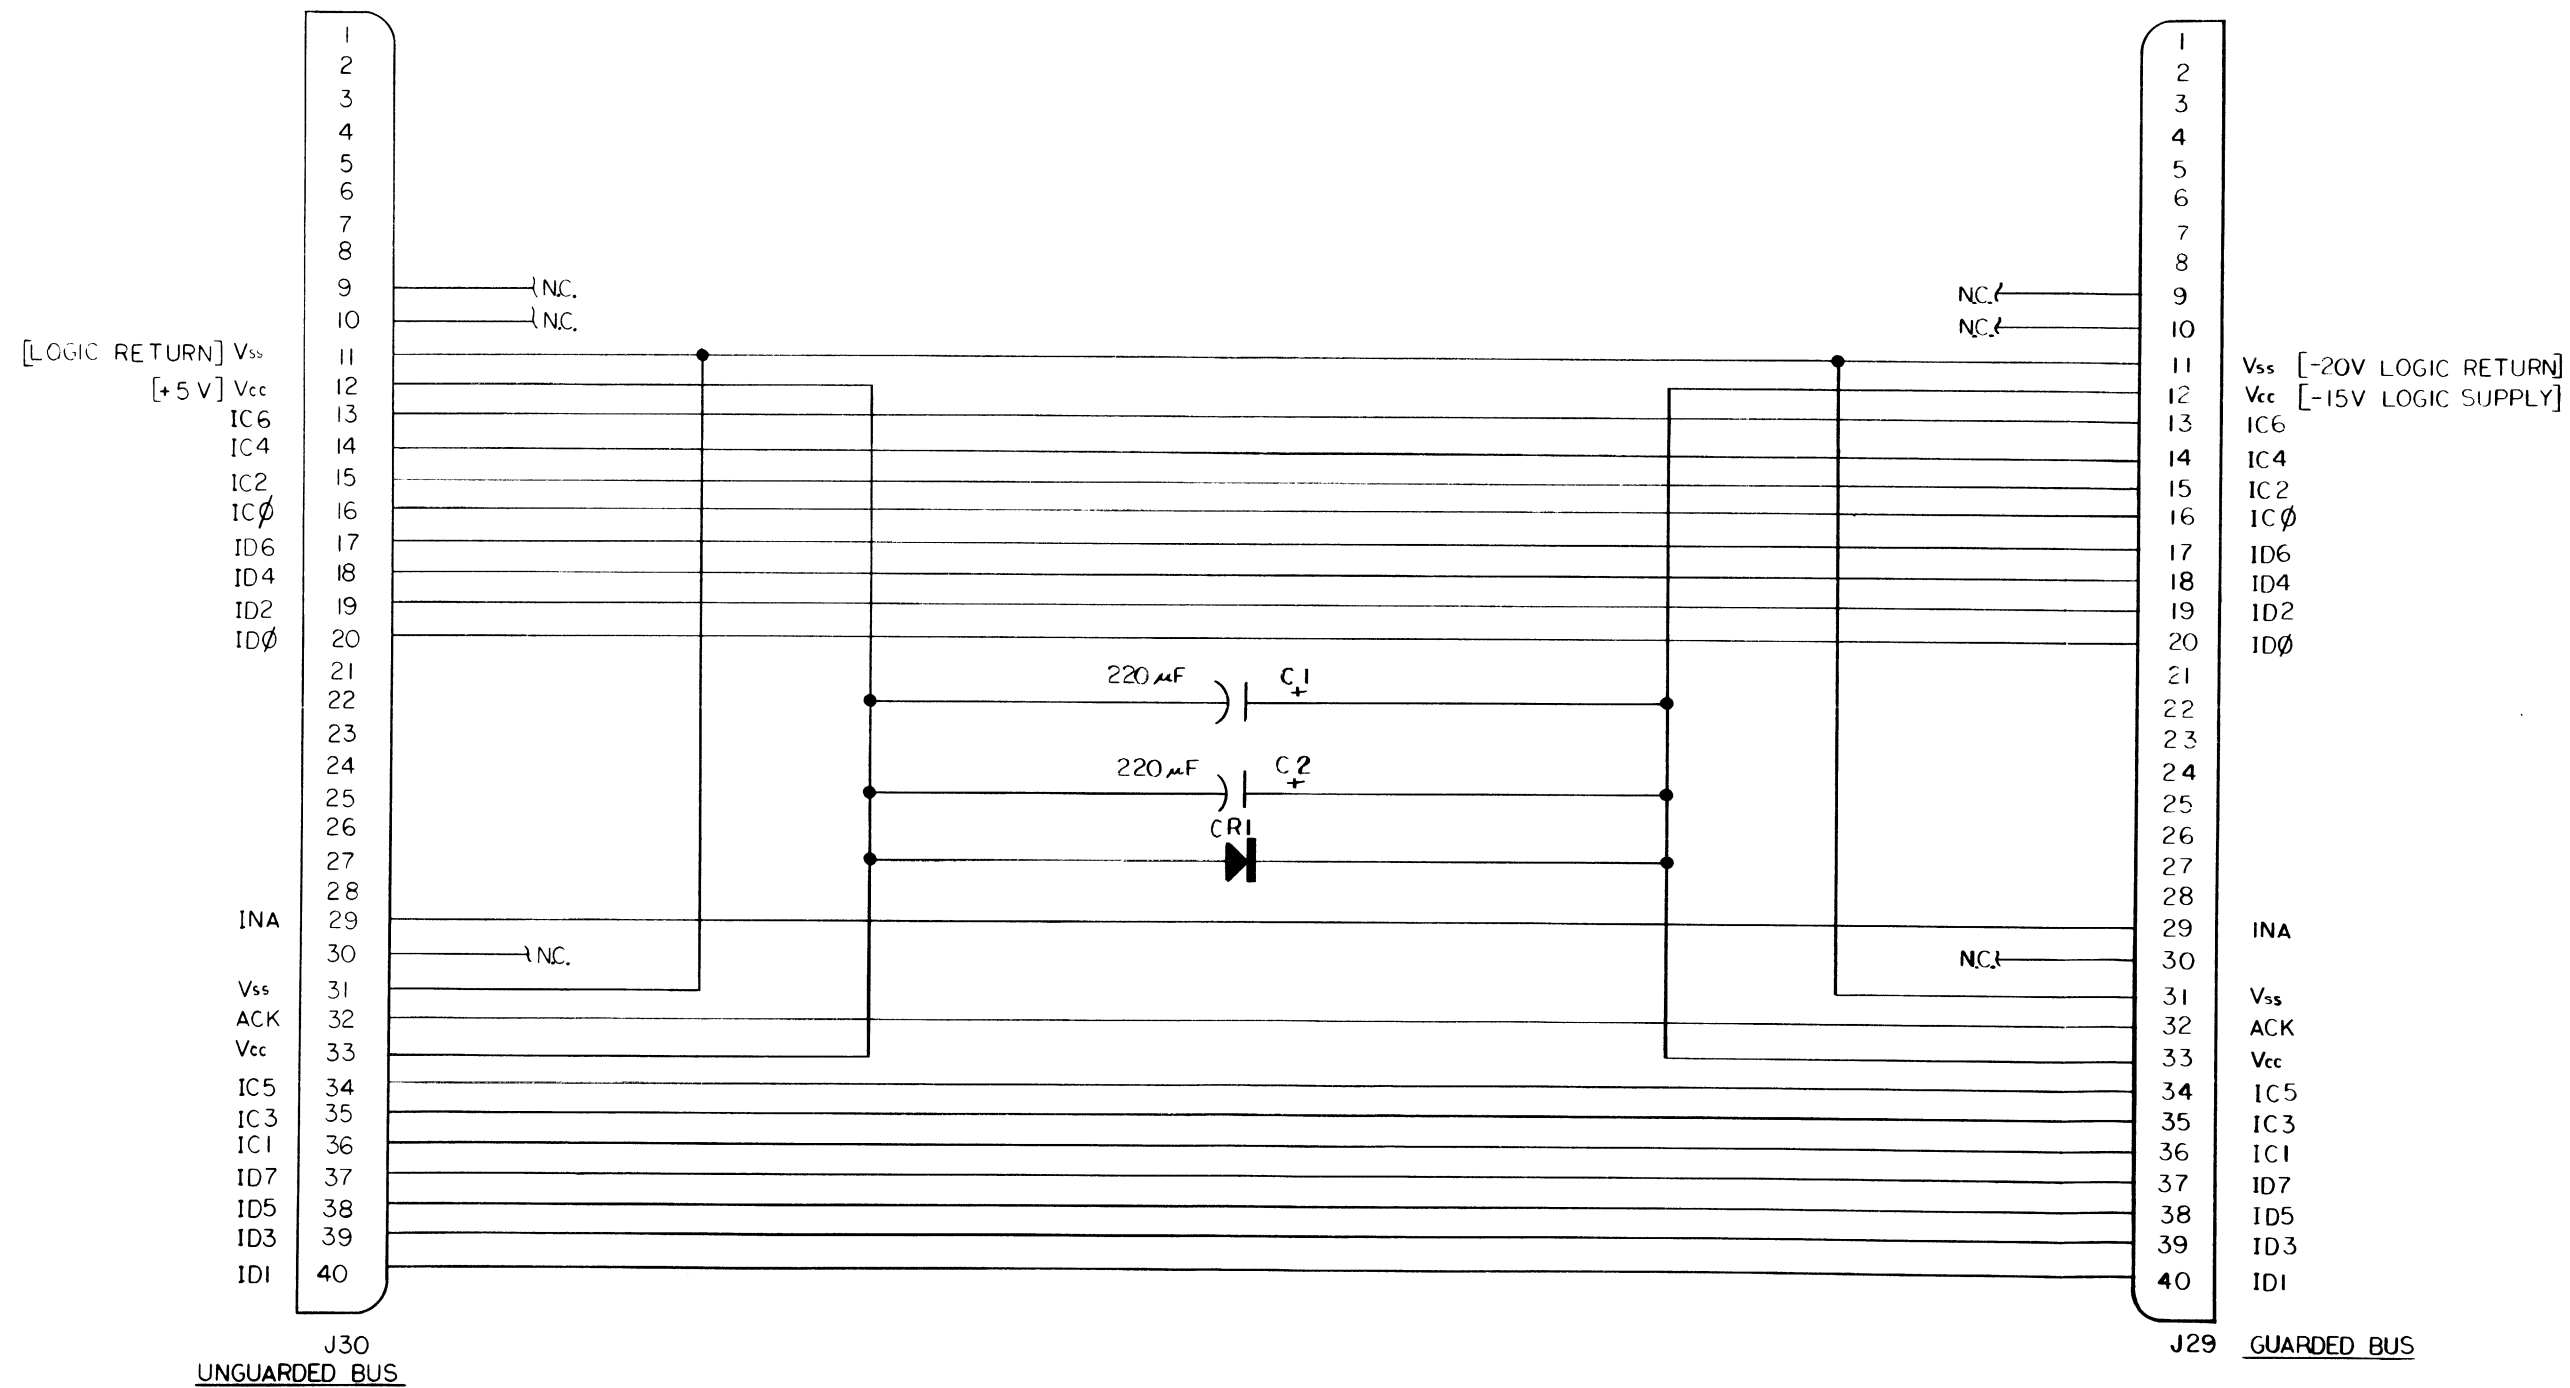 1 1
2 2
3 3
4 4
5 5
6 6
7 7
8 8
9 N.C. N.C. 9
10 N.C. N.C. 10
[LOGIC RETURN] Vss 11 11 Vss [-20V LOGIC RETURN]
[+5V] Vcc 12 12 Vcc [-15V LOGIC SUPPLY]
IC6 13 13 IC6
IC4 14 14 IC4
IC2 15 15 IC2
ICØ 16 16 ICØ
ID6 17 17 ID6
ID4 18 18 ID4
ID2 19 19 ID2
IDØ 20 20 IDØ
21 220µF C1 + 21
22 22
23 23
24 220µF C2 + 24
25 25
26 CR1 26
27 27
28 28
INA 29 29 INA
30 N.C. N.C. 30
Vss 31 31 Vss
ACK 32 32 ACK
Vcc 33 33 Vcc
IC5 34 34 IC5
IC3 35 35 IC3
IC1 36 36 IC1
ID7 37 37 ID7
ID5 38 38 ID5
ID3 39 39 ID3
ID1 40 40 ID1
J30 J29 GUARDED BUS
UNGUARDED BUS